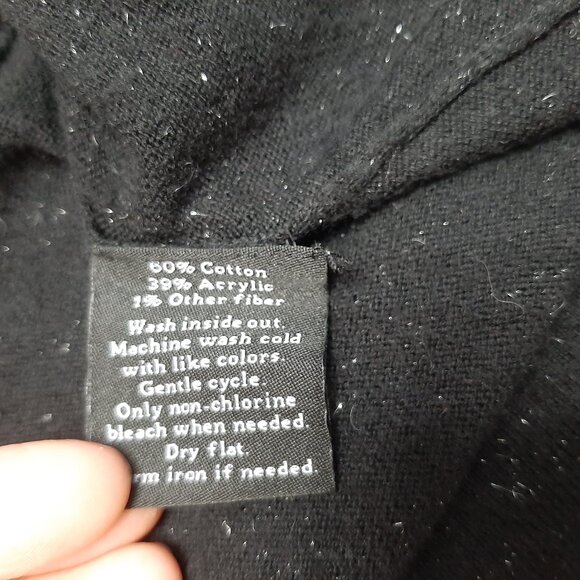 60% Cotton
39% Acrylic
1% Other fiber
Wash inside out.
Machine wash cold
with like colors.
Gentle cycle.
Only non-chlorine
bleach when needed.
Dry flat.
rm iron if needed.